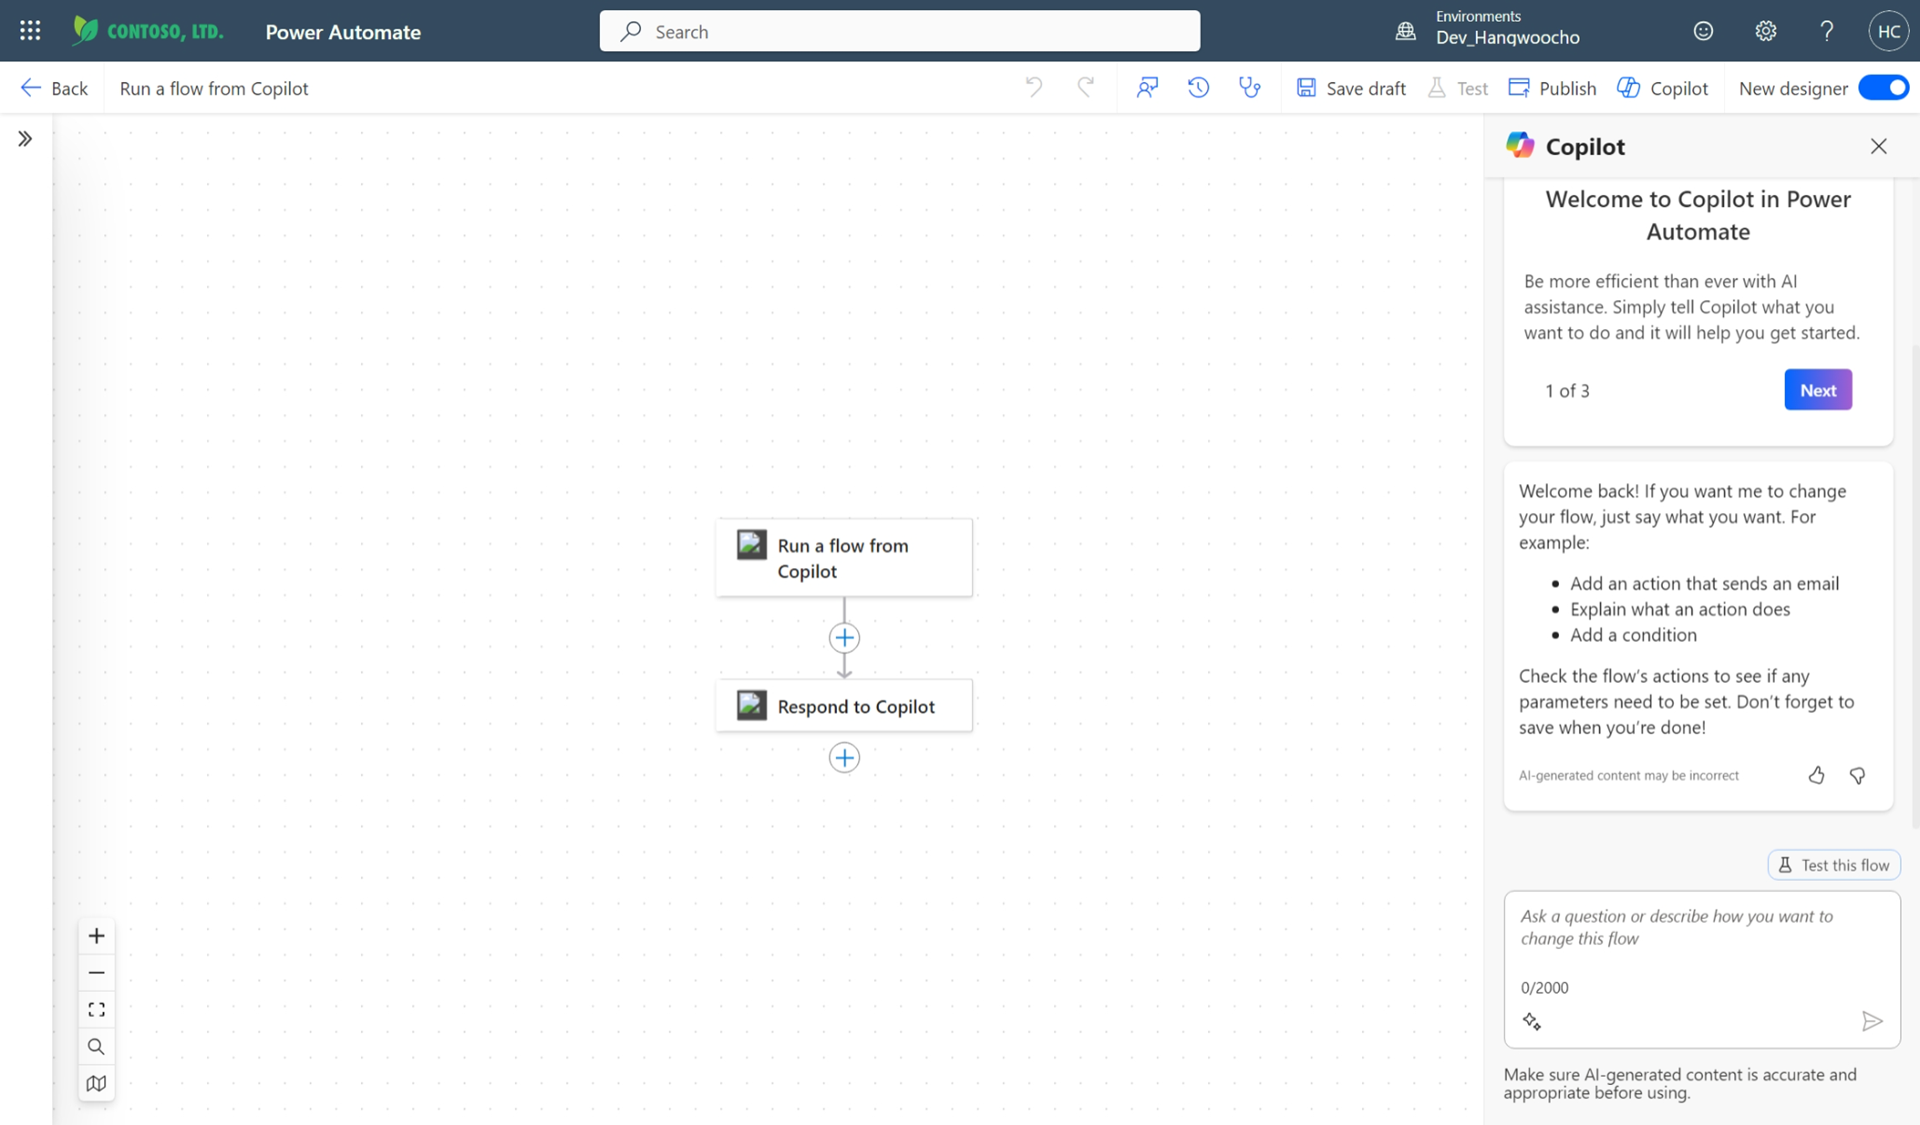 CONTOSO, LTD.
Power Automate
Search
Environments
Dev_Hangwoocho
HC
Back
Run a flow from Copilot
Save draft
Test
Publish
Copilot
New designer
Copilot
Welcome to Copilot in Power
Automate
Be more efficient than ever with AI
assistance. Simply tell Copilot what you
want to do and it will help you get started.
1 of 3
Next
Welcome back! If you want me to change
your flow, just say what you want. For
example:
• Add an action that sends an email
• Explain what an action does
• Add a condition
Check the flow’s actions to see if any
parameters need to be set. Don’t forget to
save when you’re done!
AI-generated content may be incorrect
Run a flow from
Copilot
Respond to Copilot
Test this flow
Ask a question or describe how you want to
change this flow
0/2000
Make sure AI-generated content is accurate and
appropriate before using.